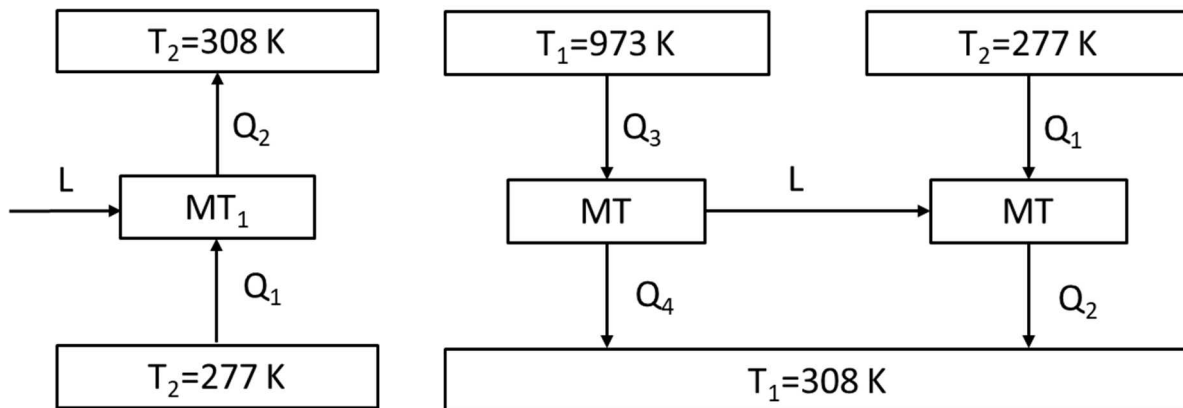 T₂=308 K
Q₂
L
MT₁
Q₁
T₂=277 K
T₁=973 K
T₂=277 K
Q₃
Q₁
L
MT
MT
Q₄
Q₂
T₁=308 K